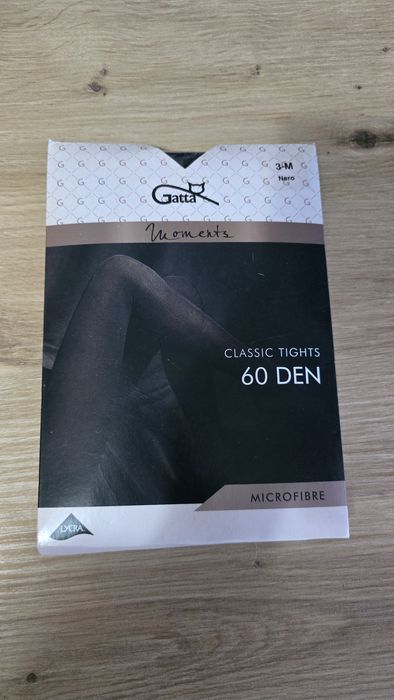 3-M
Nero
Gatta
Moments
CLASSIC TIGHTS
60 DEN
MICROFIBRE
LYCRA